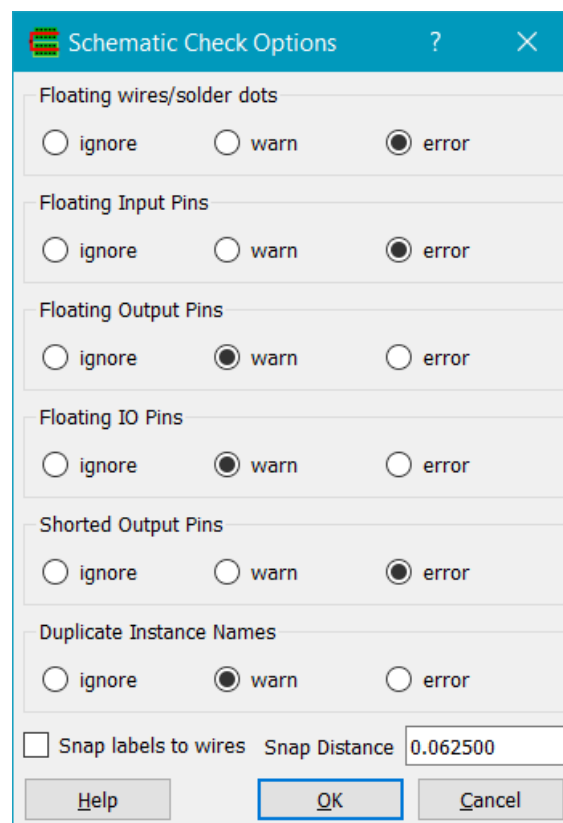 Schematic Check Options ? ×
Floating wires/solder dots
ignore warn error
Floating Input Pins
ignore warn error
Floating Output Pins
ignore warn error
Floating IO Pins
ignore warn error
Shorted Output Pins
ignore warn error
Duplicate Instance Names
ignore warn error
Snap labels to wires Snap Distance 0.062500
Help OK Cancel